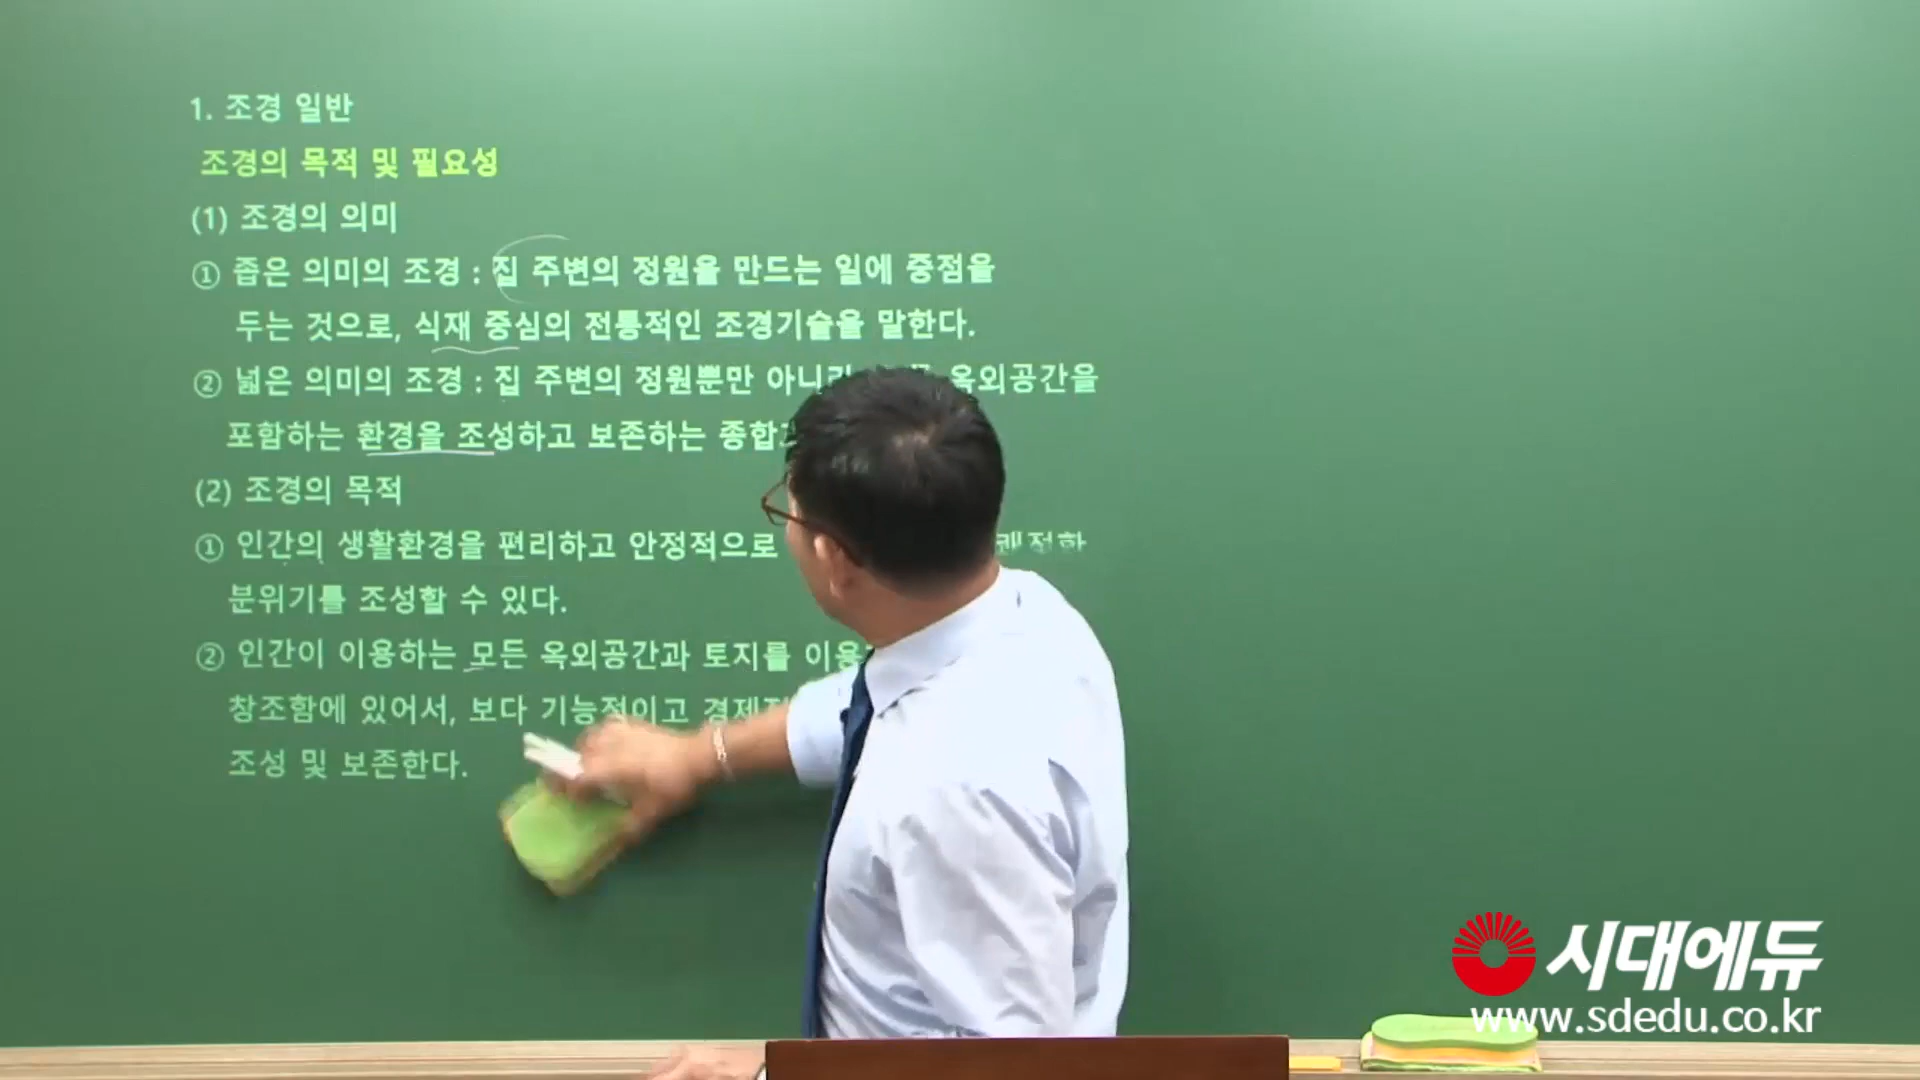 1. 조경 일반
조경의 목적 및 필요성
(1) 조경의 의미
① 좁은 의미의 조경 : 집 주변의 정원을 만드는 일에 중점을
두는 것으로, 식재 중심의 전통적인 조경기술을 말한다.
② 넓은 의미의 조경 : 집 주변의 정원뿐만 옥외공간을
포함하는 환경을 조성하고 보존하는
(2) 조경의 목적
① 인간의 생활환경을 편리하고 안정적으로
분위기를 조성할 수 있다.
② 인간이 이용하는 모든 옥외공간과 토지를
창조함에 있어서, 보다 기능적이고
조성 및 보존한다.
시대에듀
www.sdedu.co.kr